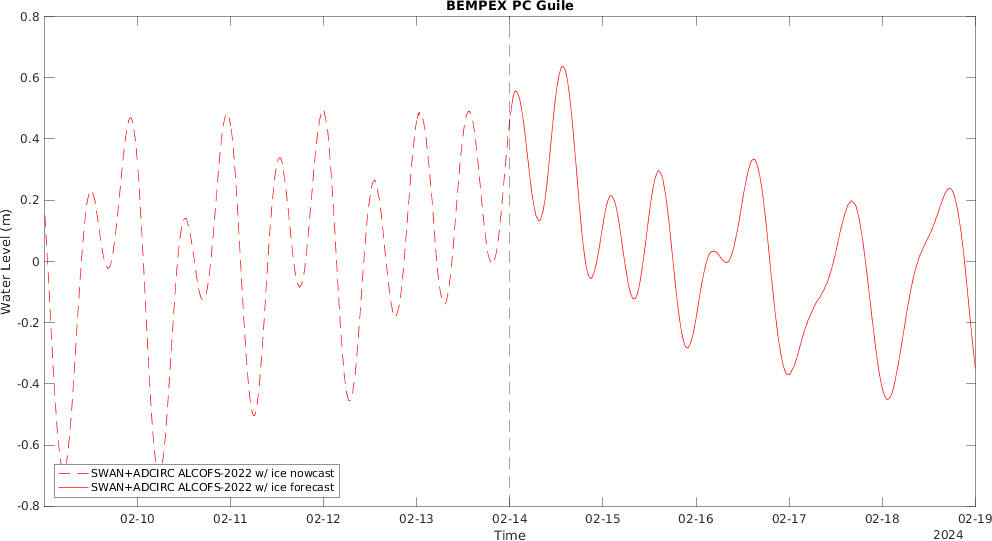 BEMPEX PC Guile
0.8
0.6
0.4
0.2
0
-0.2
-0.4
-0.6
-0.8
Water Level (m)
SWAN+ADCIRC ALCOFS-2022 w/ ice nowcast
SWAN+ADCIRC ALCOFS-2022 w/ ice forecast
02-10 02-11 02-12 02-13 02-14 02-15 02-16 02-17 02-18 02-19
Time
2024